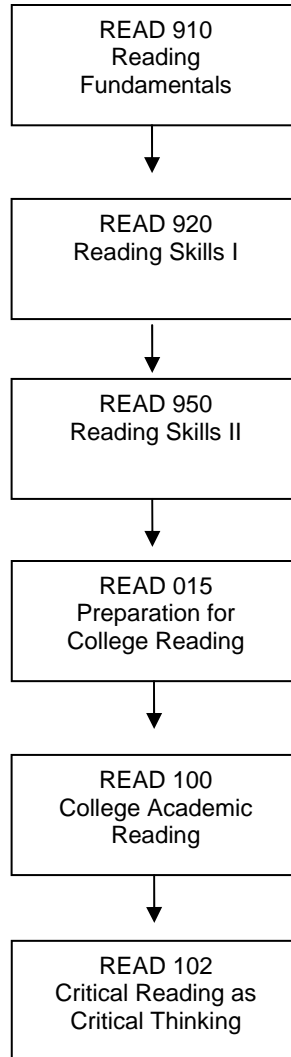 READ 910
Reading
Fundamentals
READ 920
Reading Skills I
READ 950
Reading Skills II
READ 015
Preparation for
College Reading
READ 100
College Academic
Reading
READ 102
Critical Reading as
Critical Thinking